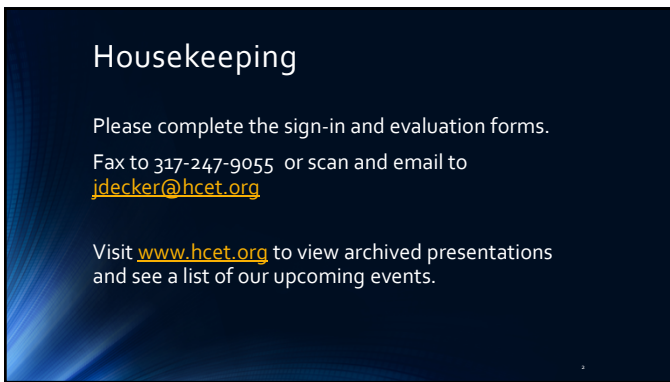 Housekeeping
Please complete the sign-in and evaluation forms.
Fax to 317-247-9055 or scan and email to
jdecker@hcet.org
Visit www.hcet.org to view archived presentations
and see a list of our upcoming events.
2